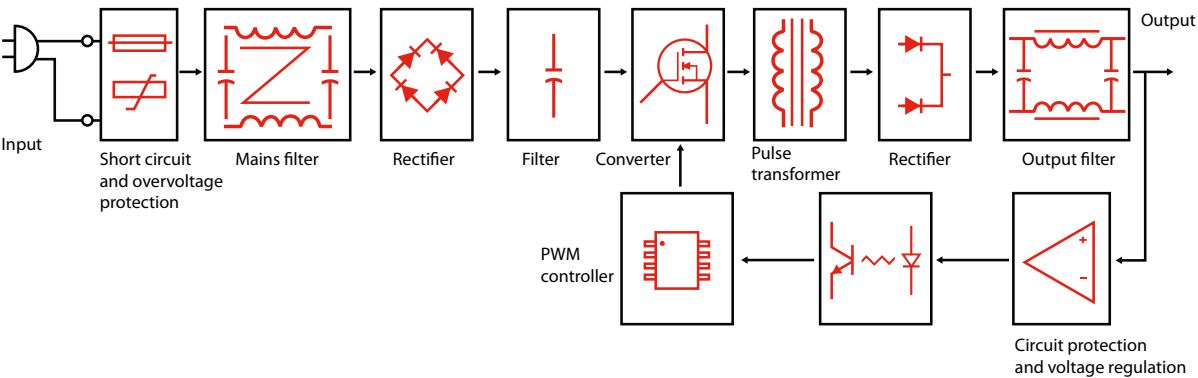 Output
Input
Short circuit
and overvoltage
protection
Mains filter
Rectifier
Filter
Converter
Pulse
transformer
Rectifier
Output filter
PWM
controller
+
-
Circuit protection
and voltage regulation